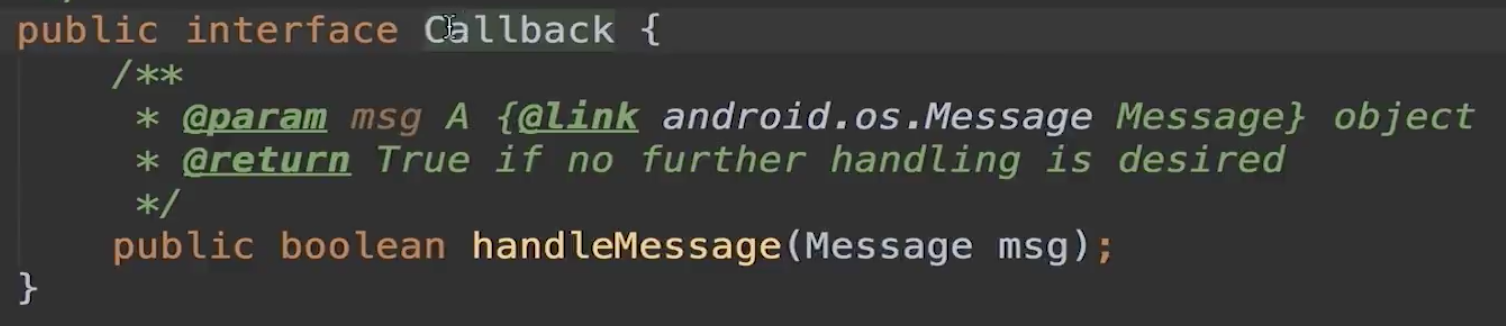 public interface Callback {
/**
* @param msg A {@link android.os.Message Message} object
* @return True if no further handling is desired
*/
public boolean handleMessage(Message msg);
}